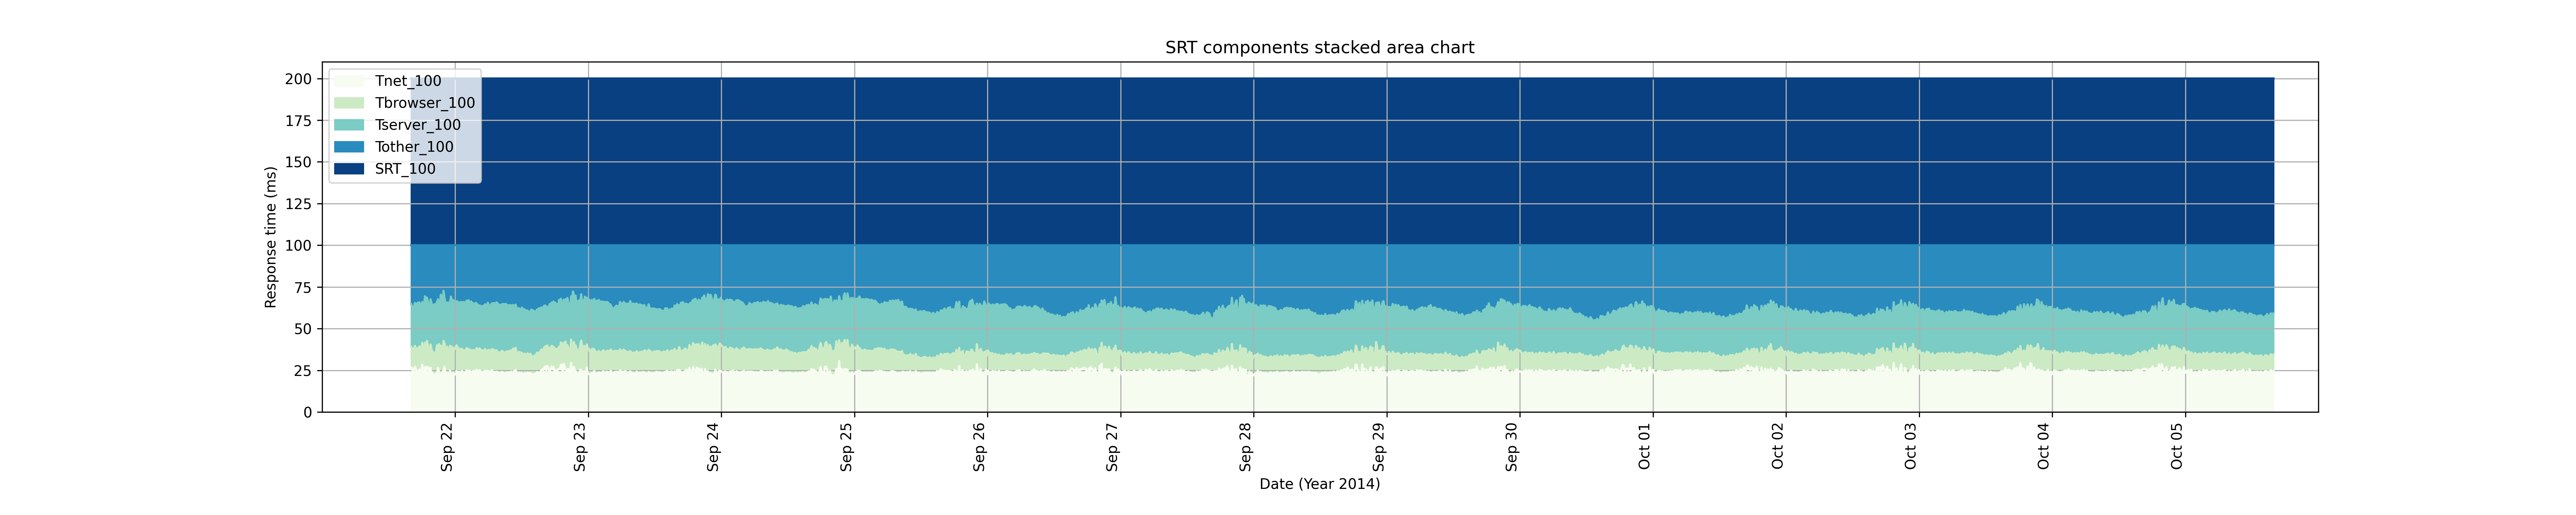 SRT components stacked area chart
Tnet_100
Tbrowser_100
Tserver_100
Tother_100
SRT_100
Response time (ms)
200
175
150
125
100
75
50
25
0
Sep 22
Sep 23
Sep 24
Sep 25
Sep 26
Sep 27
Sep 28
Sep 29
Sep 30
Oct 01
Oct 02
Oct 03
Oct 04
Oct 05
Date (Year 2014)